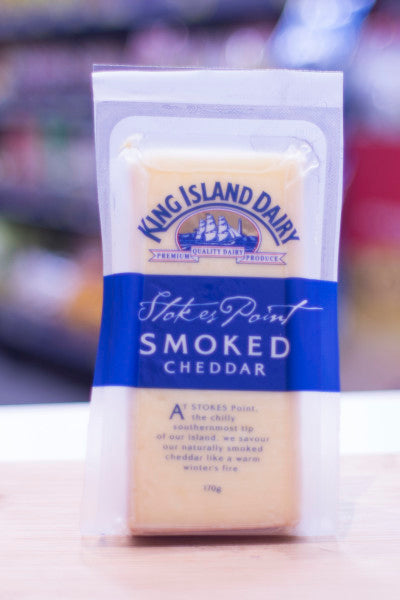 KING ISLAND DAIRY
QUALITY DAIRY
PREMIUM PRODUCE
Stokes Point
SMOKED
CHEDDAR
AT STOKES Point,
the chilly
southernmost tip
of our island, we savour
our naturally smoked
cheddar like a warm
winter's fire
170g